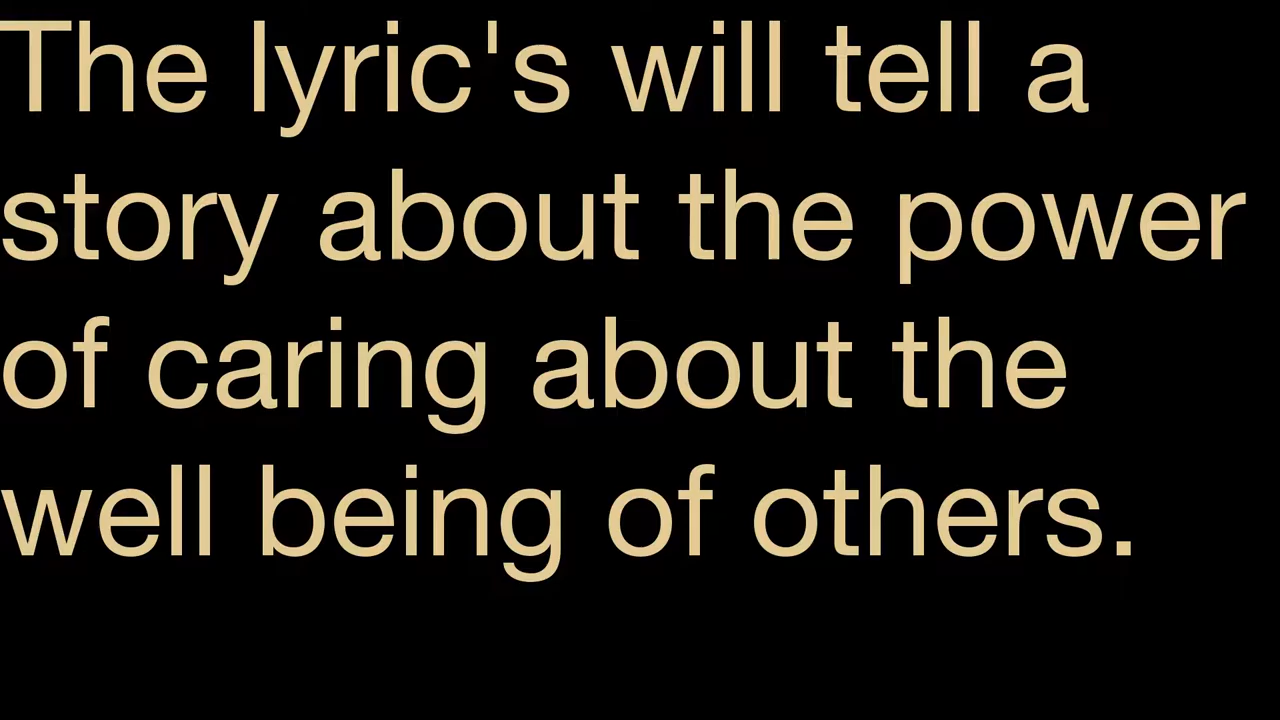 The lyric's will tell a
story about the power
of caring about the
well being of others.